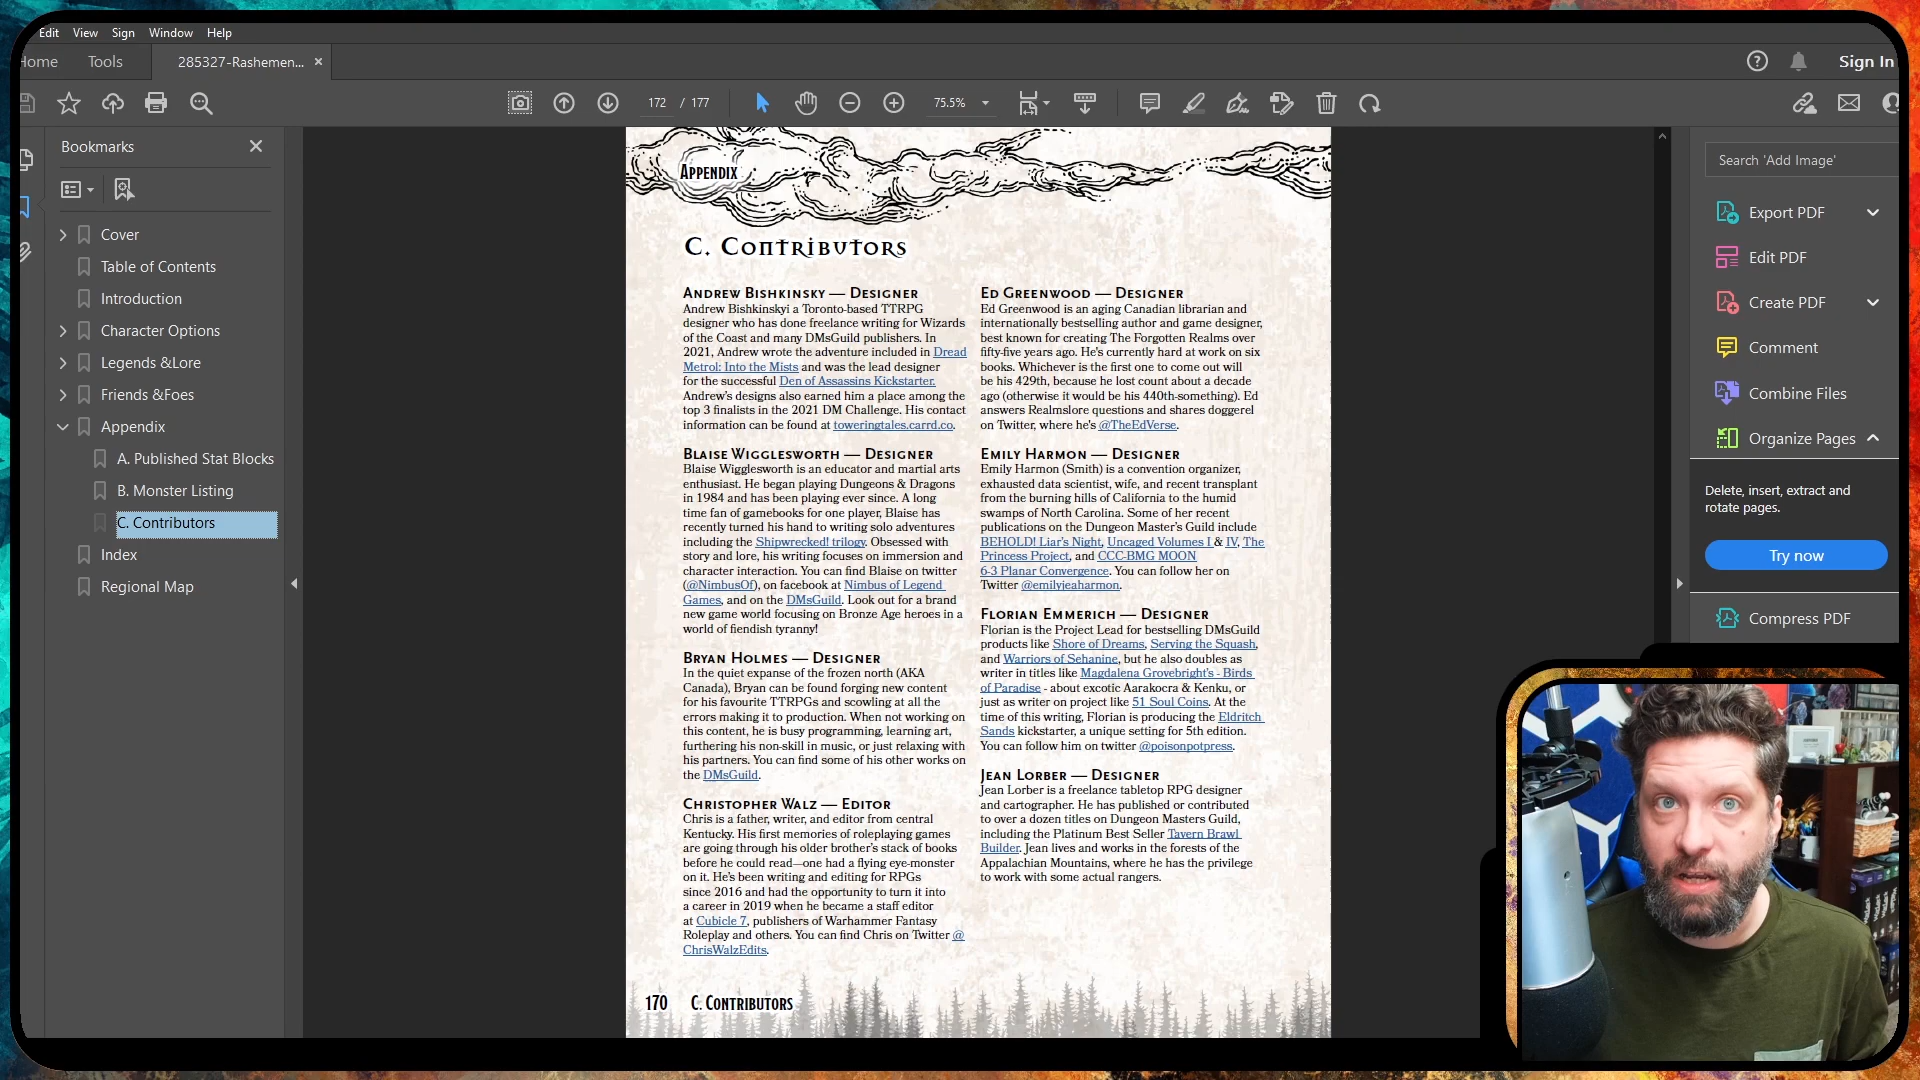 Edit View Sign Window Help
Home Tools 285327-Rashemen...
Sign In
172 / 177 75.5%
Bookmarks
Cover
Table of Contents
Introduction
Character Options
Legends &Lore
Friends &Foes
Appendix
A. Published Stat Blocks
B. Monster Listing
C. Contributors
Index
Regional Map
Appendix
C. Contributors
Andrew Bishkinsky — Designer
Andrew Bishkinskyi a Toronto-based TTRPG
designer who has done freelance writing for Wizards
of the Coast and many DMsGuild publishers. In
2021, Andrew wrote the adventure included in Dread
Metrol: Into the Mists and was the lead designer
for the successful Den of Assassins Kickstarter.
Andrew's designs also earned him a place among the
top 3 finalists in the 2021 DM Challenge. His contact
information can be found at toweringtales.carrd.co.
Blaise Wigglesworth — Designer
Blaise Wigglesworth is an educator and martial arts
enthusiast. He began playing Dungeons & Dragons
in 1984 and has been playing ever since. A long
time fan of gamebooks for one player, Blaise has
recently turned his hand to writing solo adventures
including the Shipwrecked! trilogy. Obsessed with
story and lore, his writing focuses on immersion and
character interaction. You can find Blaise on twitter
(@NimbusOf), on facebook at Nimbus of Legend
Games, and on the DMsGuild. Look out for a brand
new game world focusing on Bronze Age heroes in a
world of fiendish tyranny!
Bryan Holmes — Designer
In the quiet expanse of the frozen north (AKA
Canada), Bryan can be found forging new content
for his favourite TTRPGs and scowling at all the
errors making it to production. When not working on
this content, he is busy programming, learning art,
furthering his non-skill in music, or just relaxing with
his partners. You can find some of his other works on
the DMsGuild.
Christopher Walz — Editor
Chris is a father, writer, and editor from central
Kentucky. His first memories of roleplaying games
are going through his older brother's stack of books
before he could read—one had a flying eye-monster
on it. He's been writing and editing for RPGs
since 2016 and had the opportunity to turn it into
a career in 2019 when he became a staff editor
at Cubicle 7, publishers of Warhammer Fantasy
Roleplay and others. You can find Chris on Twitter @
ChrisWalzEdits.
Ed Greenwood — Designer
Ed Greenwood is an aging Canadian librarian and
internationally bestselling author and game designer,
best known for creating The Forgotten Realms over
fifty-five years ago. He's currently hard at work on six
books. Whichever is the first one to come out will
be his 429th, because he lost count about a decade
ago (otherwise it would be his 440th-something). Ed
answers Realmslore questions and shares doggerel
on Twitter, where he's @TheEdVerse.
Emily Harmon — Designer
Emily Harmon (Smith) is a convention organizer,
exhausted data scientist, wife, and recent transplant
from the burning hills of California to the humid
swamps of North Carolina. Some of her recent
publications on the Dungeon Master's Guild include
BEHOLD! Liar's Night, Uncaged Volumes I & IV, The
Princess Project, and CCC-BMG MOON
6-3 Planar Convergence. You can follow her on
Twitter @emilyjeaharmon.
Florian Emmerich — Designer
Florian is the Project Lead for bestselling DMsGuild
products like Shore of Dreams, Serving the Squash,
and Warriors of Sehanine, but he also doubles as
writer in titles like Magdalena Grovebright's - Birds
of Paradise - about excotic Aarakocra & Kenku, or
just as writer on project like 51 Soul Coins. At the
time of this writing, Florian is producing the Eldritch
Sands kickstarter, a unique setting for 5th edition.
You can follow him on twitter @poisonpotpress.
Jean Lorber — Designer
Jean Lorber is a freelance tabletop RPG designer
and cartographer. He has published or contributed
to over a dozen titles on Dungeon Masters Guild,
including the Platinum Best Seller Tavern Brawl
Builder. Jean lives and works in the forests of the
Appalachian Mountains, where he has the privilege
to work with some actual rangers.
170 C. Contributors
Search 'Add Image'
Export PDF
Edit PDF
Create PDF
Comment
Combine Files
Organize Pages
Delete, insert, extract and
rotate pages.
Try now
Compress PDF